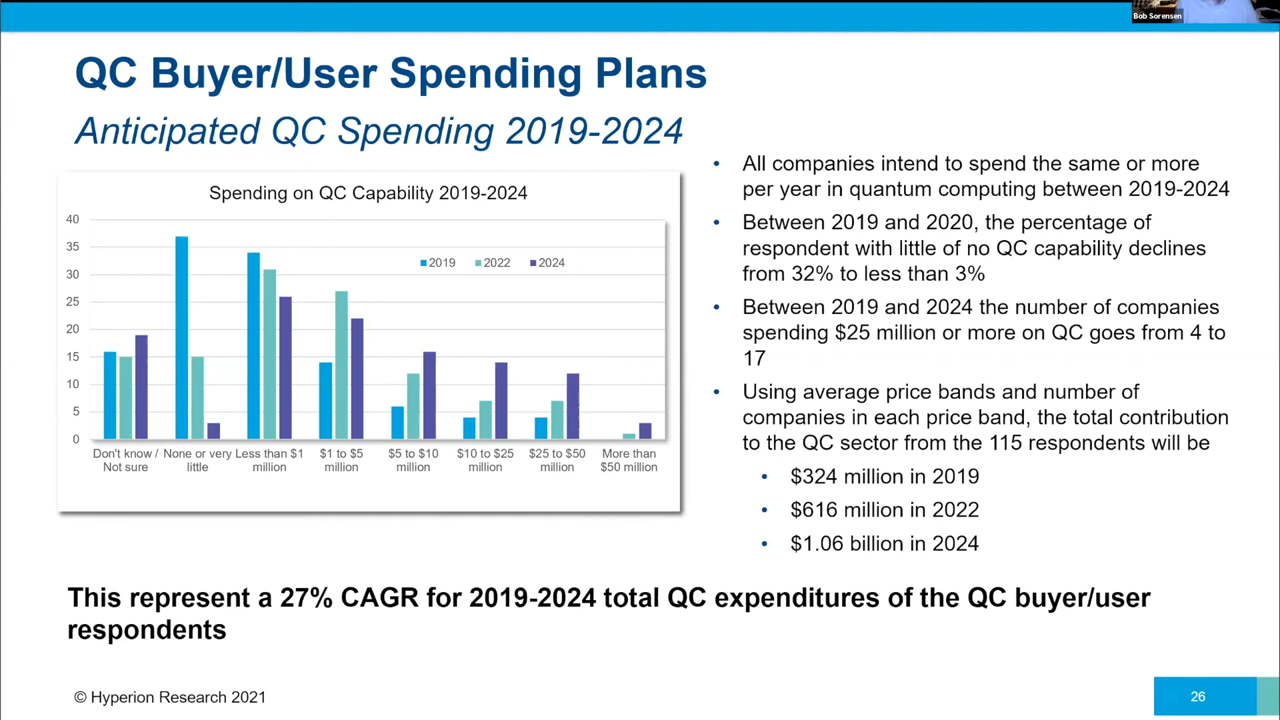 Bob Sorensen
QC Buyer/User Spending Plans
Anticipated QC Spending 2019-2024
Spending on QC Capability 2019-2024
40
35
30
25
20
15
10
5
0
2019 2022 2024
Don't know / Not sure
None or very little
Less than $1 million
$1 to $5 million
$5 to $10 million
$10 to $25 million
$25 to $50 million
More than $50 million
• All companies intend to spend the same or more
per year in quantum computing between 2019-2024
• Between 2019 and 2020, the percentage of
respondent with little of no QC capability declines
from 32% to less than 3%
• Between 2019 and 2024 the number of companies
spending $25 million or more on QC goes from 4 to
17
• Using average price bands and number of
companies in each price band, the total contribution
to the QC sector from the 115 respondents will be
• $324 million in 2019
• $616 million in 2022
• $1.06 billion in 2024
This represent a 27% CAGR for 2019-2024 total QC expenditures of the QC buyer/user
respondents
© Hyperion Research 2021
26